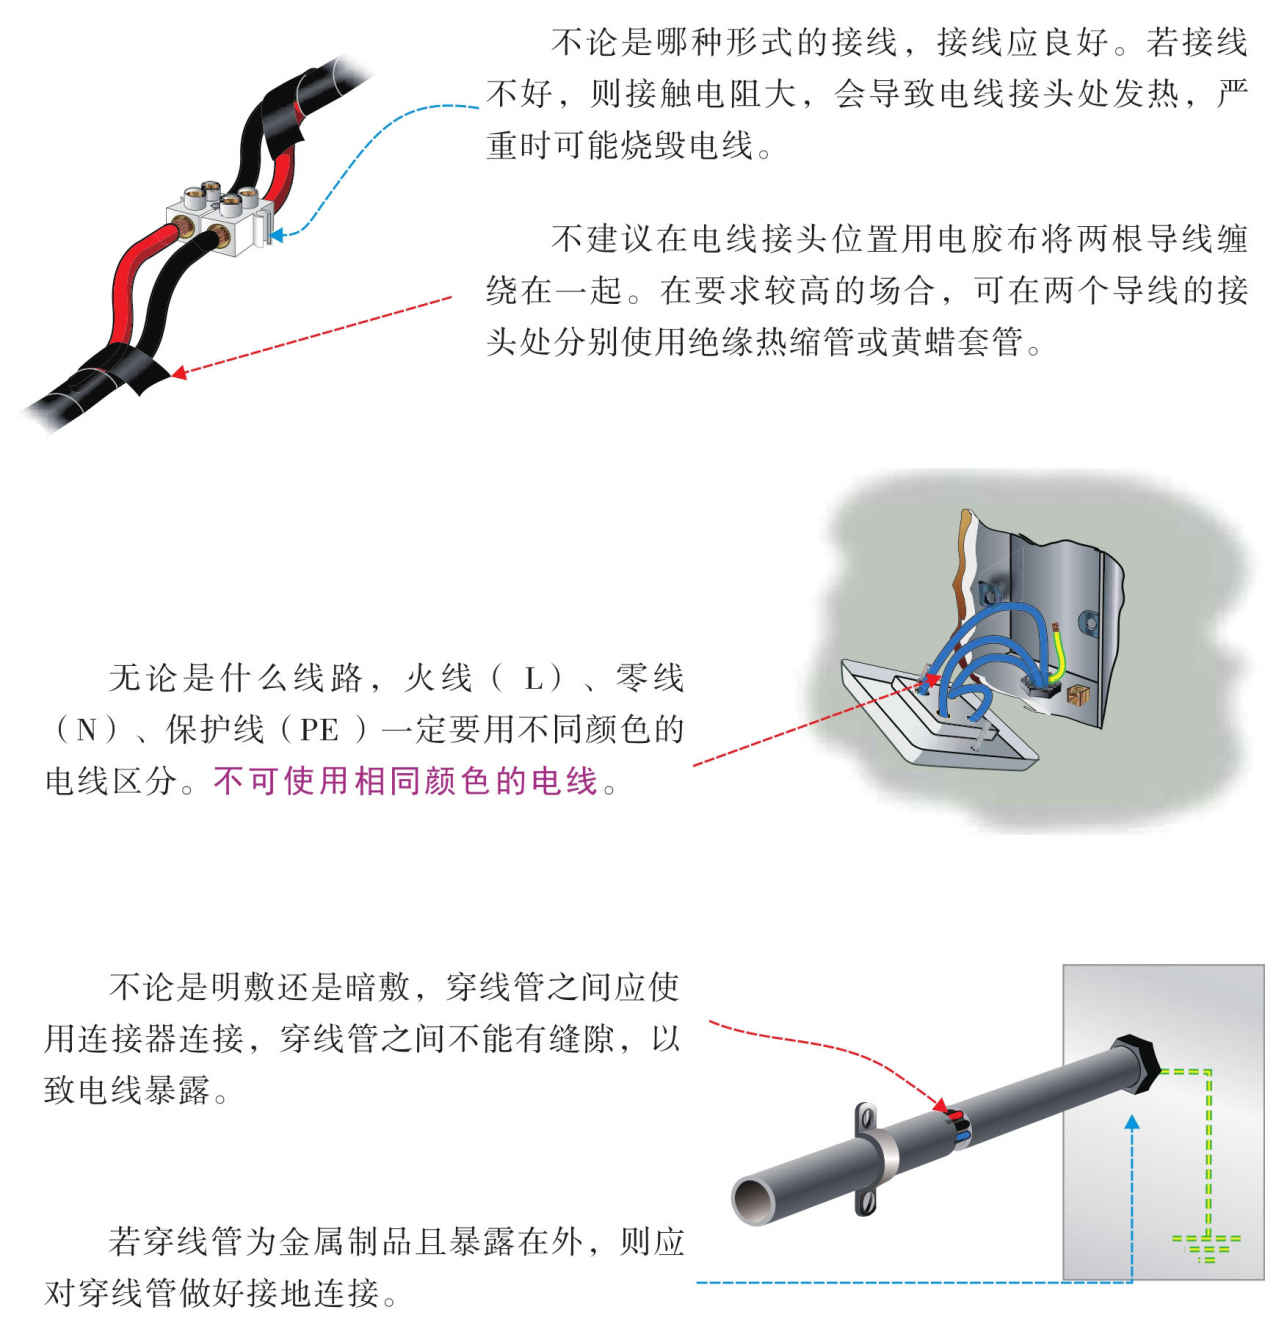 不论是哪种形式的接线，接线应良好。若接线
不好，则接触电阻大，会导致电线接头处发热，严
重时可能烧毁电线。
不建议在电线接头位置用电胶布将两根导线缠
绕在一起。在要求较高的场合，可在两个导线的接
头处分别使用绝缘热缩管或黄蜡套管。
无论是什么线路，火线（ L）、零线
（N）、保护线（PE ）一定要用不同颜色的
电线区分。不可使用相同颜色的电线。
不论是明敷还是暗敷，穿线管之间应使
用连接器连接，穿线管之间不能有缝隙，以
致电线暴露。
若穿线管为金属制品且暴露在外，则应
对穿线管做好接地连接。